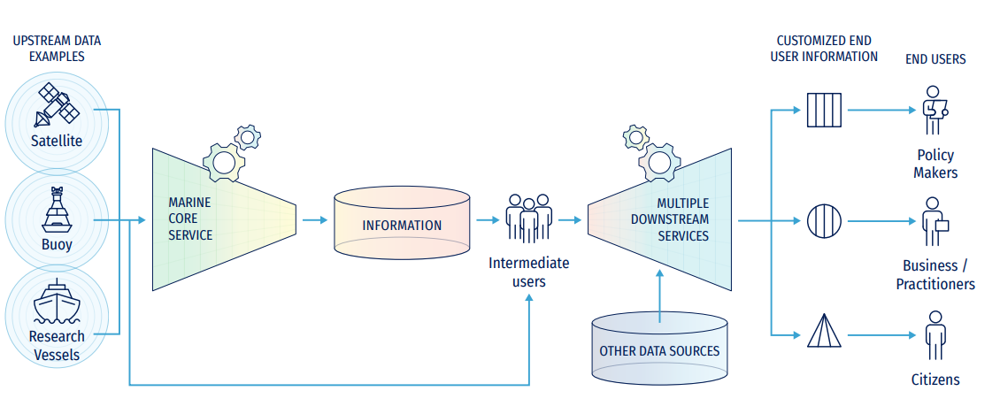 UPSTREAM DATA
EXAMPLES
Satellite
Buoy
Research
Vessels
MARINE
CORE
SERVICE
INFORMATION
Intermediate
users
MULTIPLE
DOWNSTREAM
SERVICES
OTHER DATA SOURCES
CUSTOMIZED END
USER INFORMATION
END USERS
Policy
Makers
Business /
Practitioners
Citizens